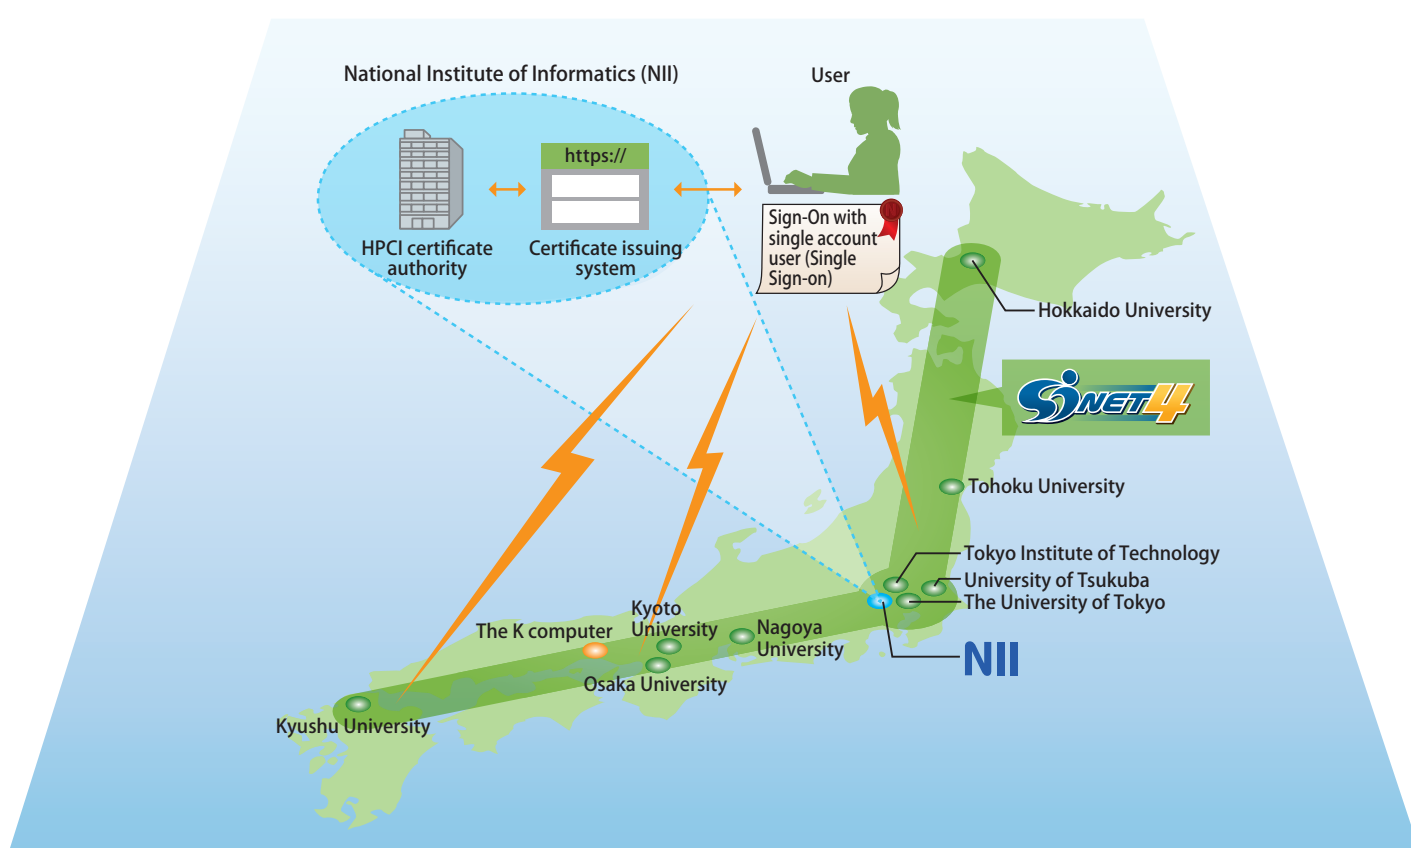 National Institute of Informatics (NII)
User
https://
HPCI certificate
authority
Certificate issuing
system
Sign-On with
single account
user (Single
Sign-on)
Hokkaido University
SINET4
Tohoku University
Tokyo Institute of Technology
University of Tsukuba
The University of Tokyo
NII
Kyoto
University
The K computer
Nagoya
University
Osaka University
Kyushu University